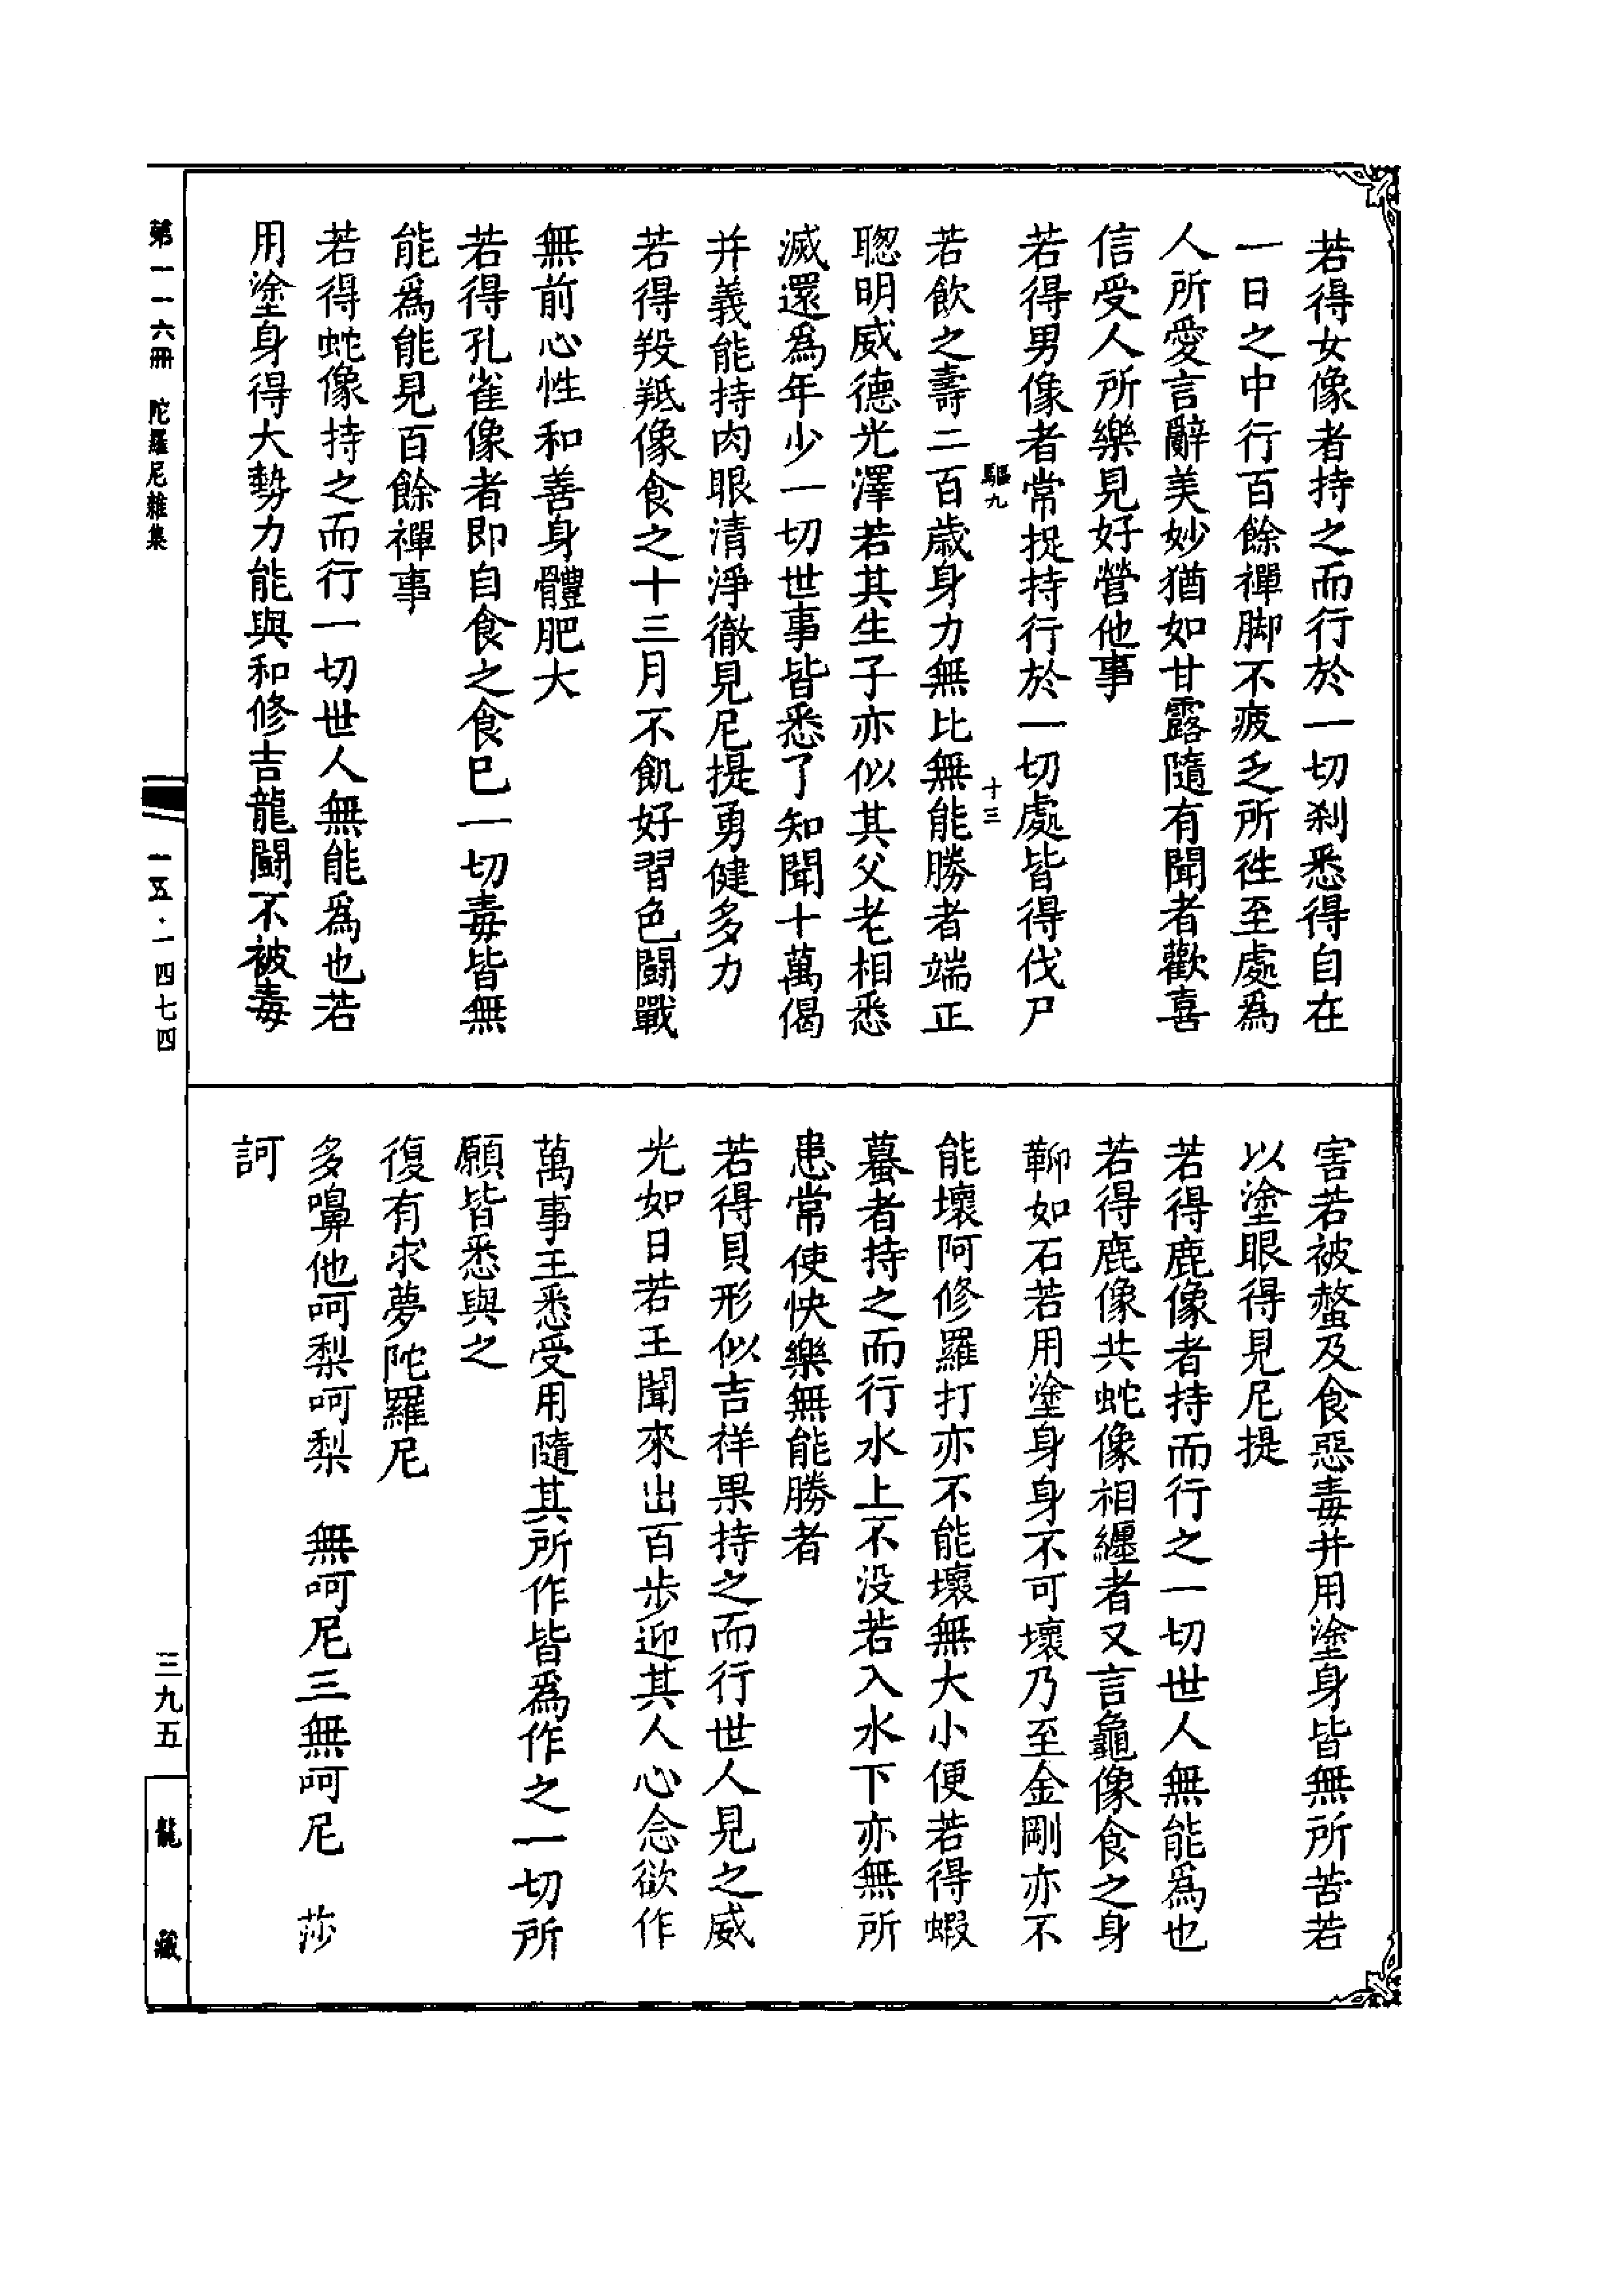 若得女像者持之而行於一切刹悉得自在
一日之中行百餘禪脚不疲乏所徃至處爲
人所愛言辭美妙猶如甘露隨有聞者歡喜
信受人所樂見好營他事
若得男像者常捉持行於一切處皆得伐尸
驅九
十三
若飲之壽二百歳身力無比無能勝者端正
聦明威德光澤若其生子亦似其父老相悉
滅還爲年少一切世事皆悉了知聞十萬偈
并義能持肉眼清淨徹見尼提勇健多力
若得羖羝像食之十三月不飢好習色鬪戰
無前心性和善身體肥大
若得孔雀像者即自食之食巳一切毒皆無
能爲能見百餘禪事
若得蛇像持之而行一切世人無能爲也若
用塗身得大勢力能與和修吉龍鬪不被毒
害若被螫及食惡毒并用塗身皆無所苦若
以塗眼得見尼提
若得鹿像者持而行之一切世人無能爲也
若得鹿像共蛇像相纏者又言龜像食之身
鞕如石若用塗身身不可壞乃至金剛亦不
能壞阿修羅打亦不能壞無大小便若得蝦
蟇者持之而行水上不没若入水下亦無所
患常使快樂無能勝者
若得貝形似吉祥果持之而行世人見之威
光如日若王聞來出百步迎其人心念欲作
萬事王悉受用隨其所作皆爲作之一切所
願皆悉與之
復有求夢陀羅尼
多嚊他呵梨呵梨　無呵尼三無呵尼　莎
訶
第一一六冊　陀羅尼雜集
一五·一四七四
三九五
龍藏